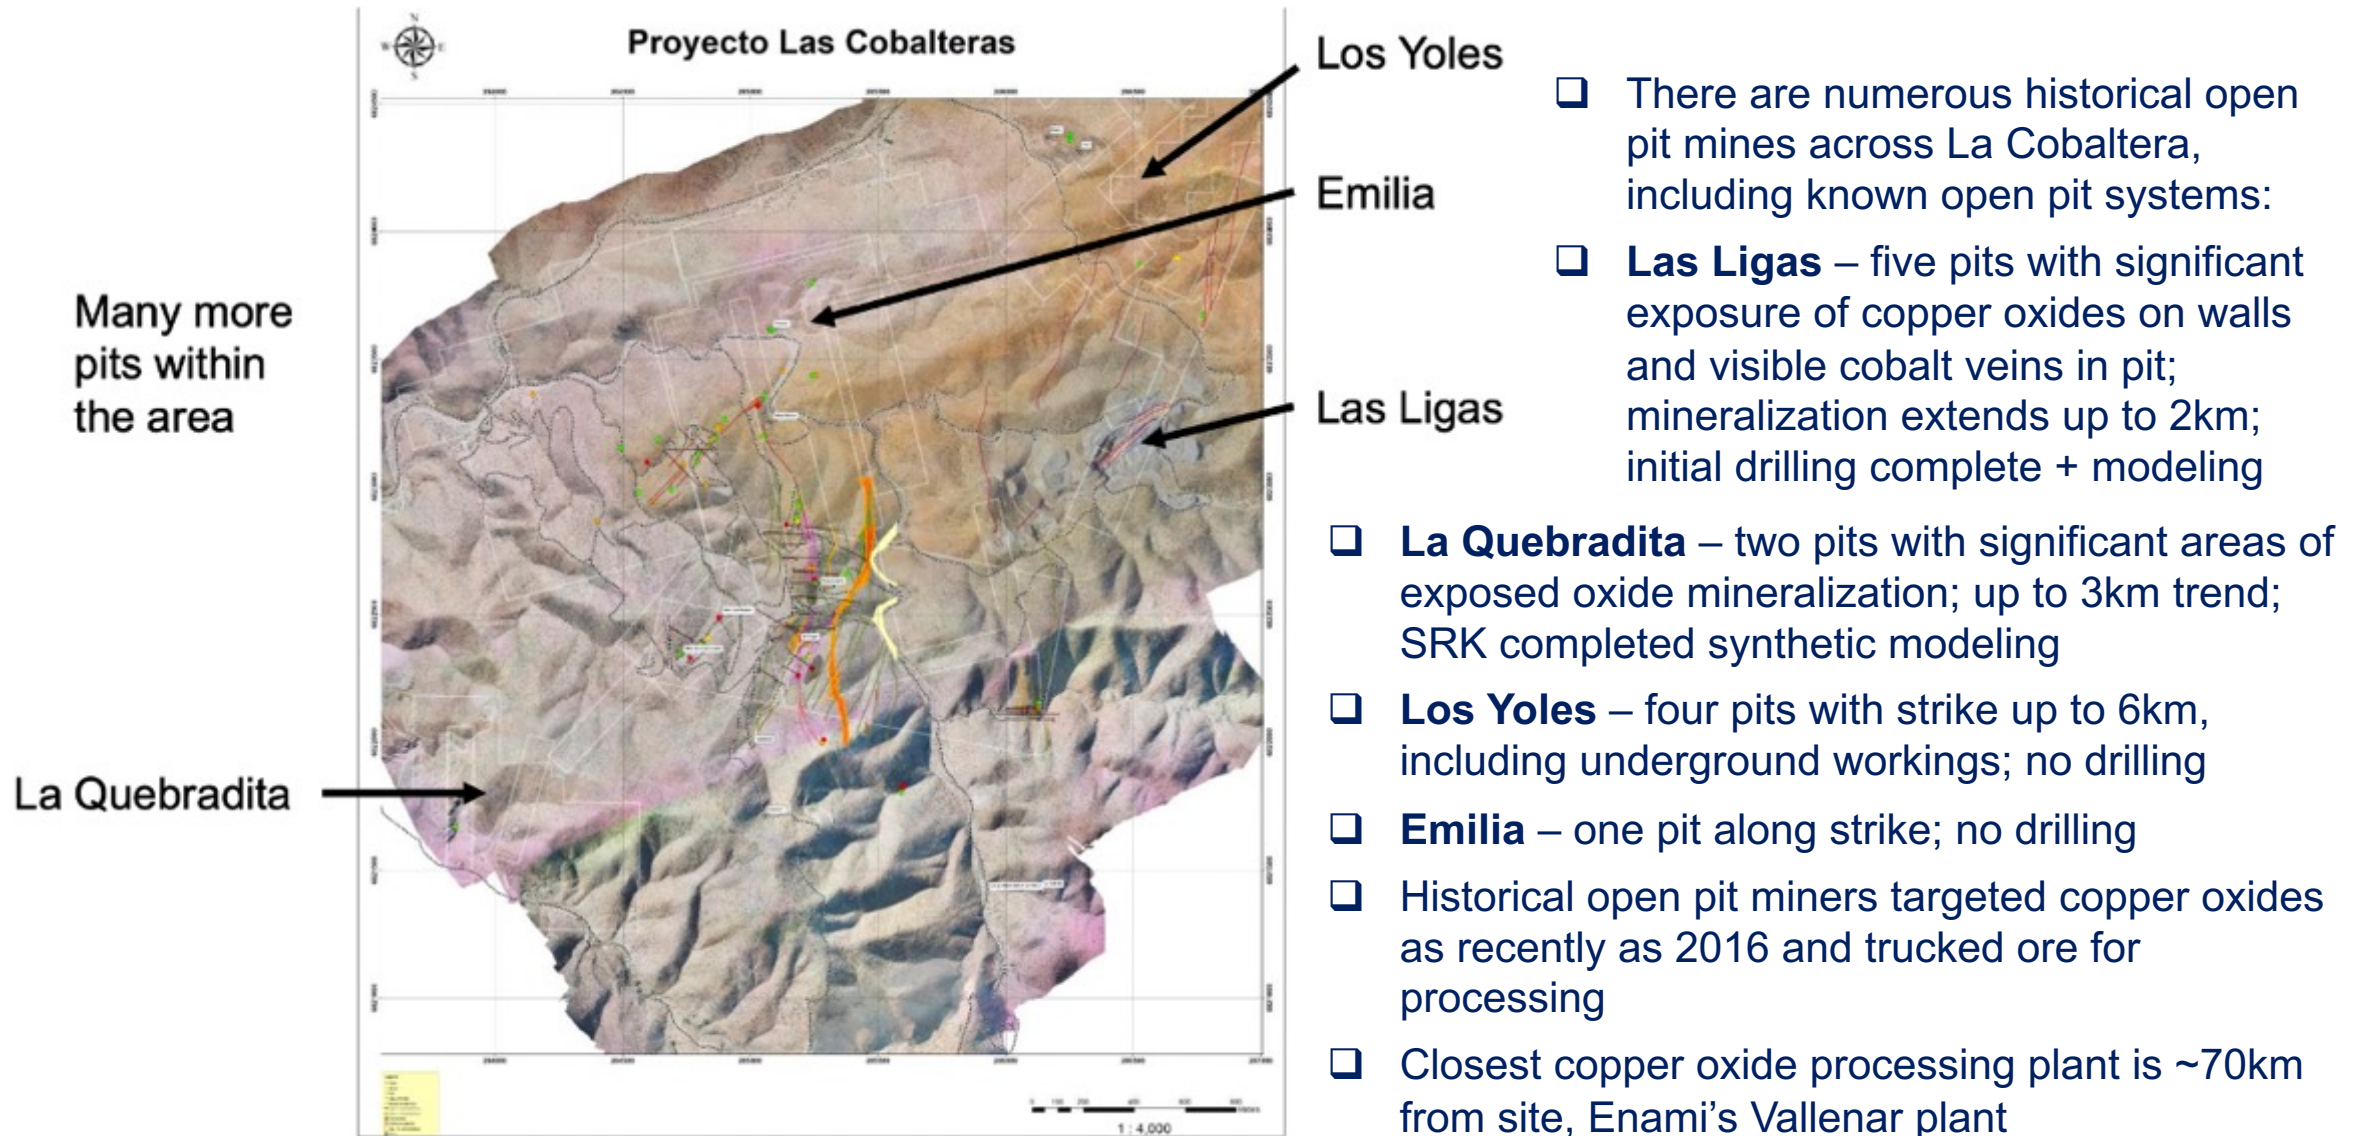 Proyecto Las Cobalteras
N
W
E
S
Los Yoles
Emilia
Las Ligas
Many more
pits within
the area
La Quebradita
1 : 4,000
❑ There are numerous historical open
pit mines across La Cobaltera,
including known open pit systems:
❑ Las Ligas – five pits with significant
exposure of copper oxides on walls
and visible cobalt veins in pit;
mineralization extends up to 2km;
initial drilling complete + modeling
❑ La Quebradita – two pits with significant areas of
exposed oxide mineralization; up to 3km trend;
SRK completed synthetic modeling
❑ Los Yoles – four pits with strike up to 6km,
including underground workings; no drilling
❑ Emilia – one pit along strike; no drilling
❑ Historical open pit miners targeted copper oxides
as recently as 2016 and trucked ore for
processing
❑ Closest copper oxide processing plant is ~70km
from site, Enami’s Vallenar plant